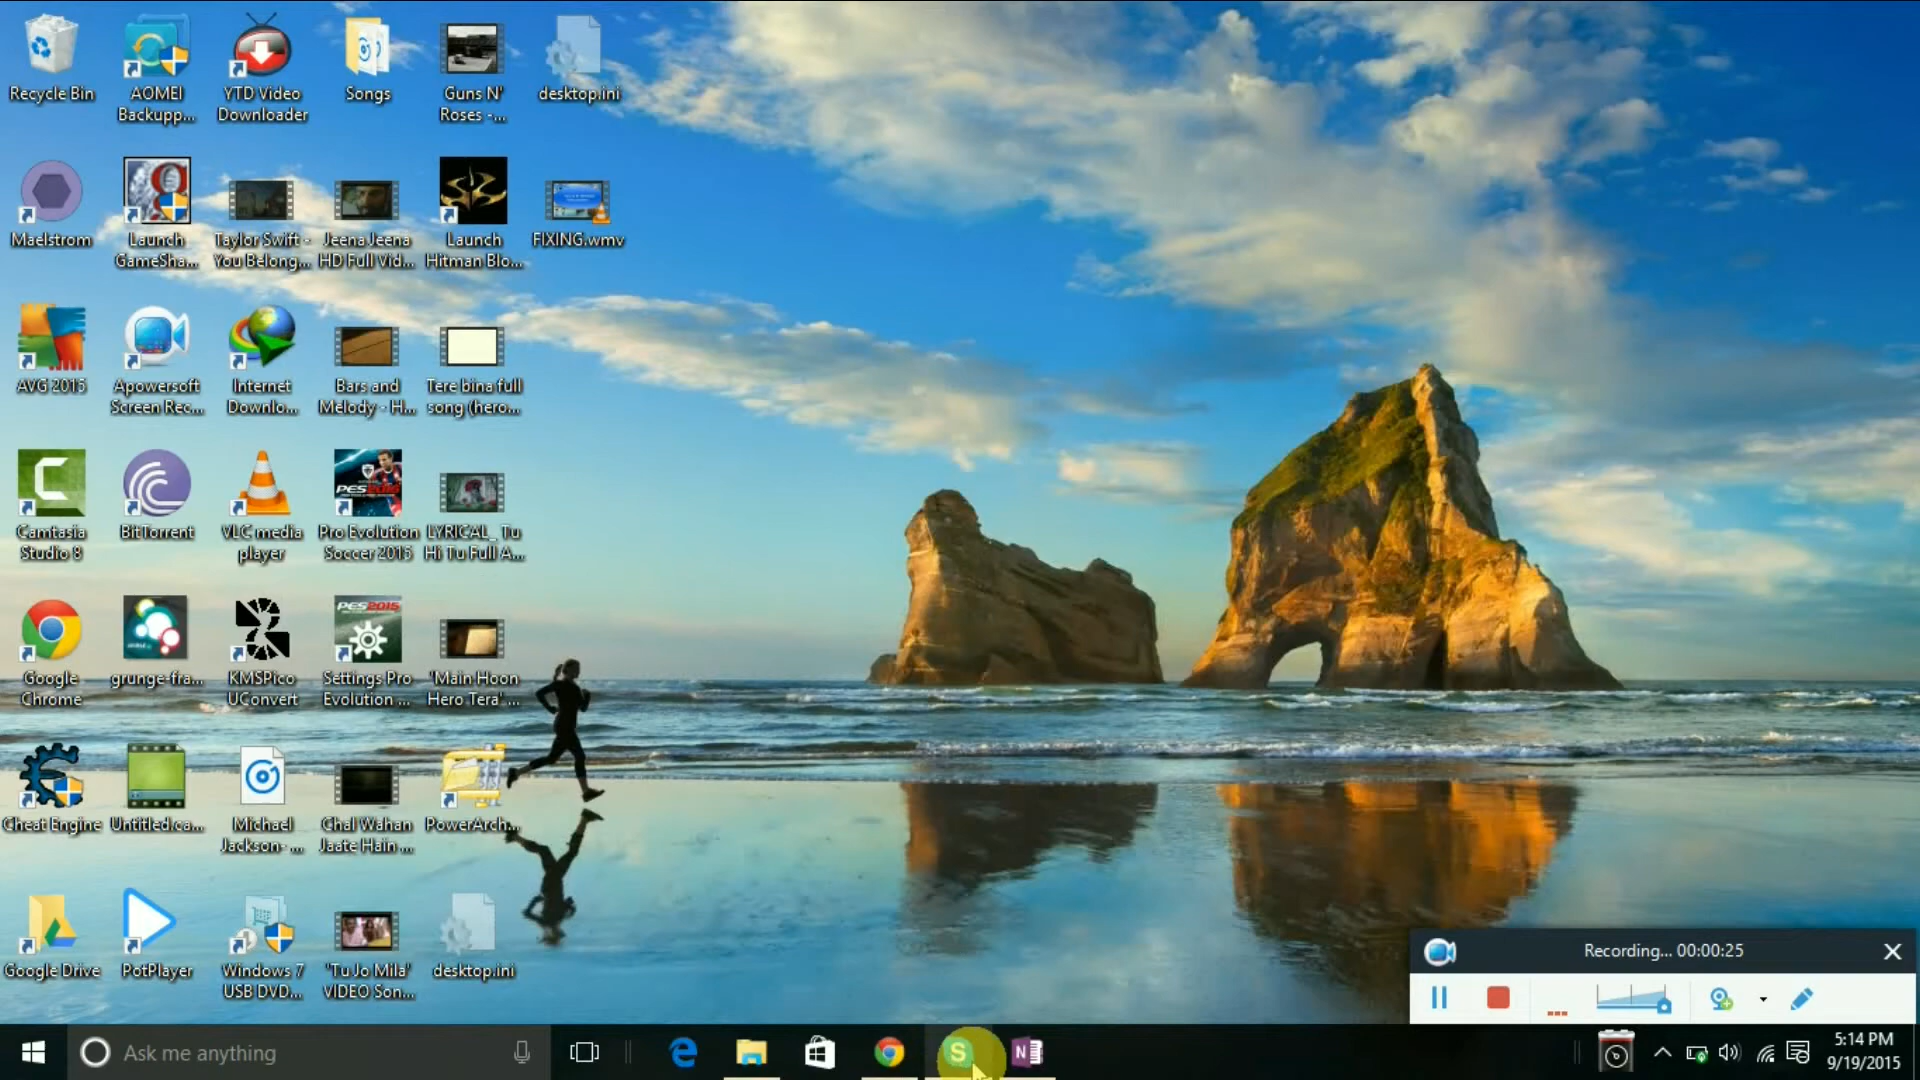 Recycle Bin
AOMEI
Backupp...
YTD Video
Downloader
Songs
Guns N'
Roses -...
desktop.ini
Maelstrom
Launch
GameSha...
Taylor Swift -
You Belong...
Jeena Jeena
HD Full Vid...
Launch
Hitman Blo...
FIXING.wmv
AVG 2015
Apowersoft
Screen Rec...
Internet
Downlo...
Bars and
Melody - H...
Tere bina full
song (hero...
Camtasia
Studio 8
BitTorrent
VLC media
player
PES2015
Pro Evolution
Soccer 2015
LYRICAL_ Tu
Hi Tu Full A...
Google
Chrome
grunge-fra...
KMSPico
UConvert
PES2015
Settings Pro
Evolution ...
'Main Hoon
Hero Tera' ...
Cheat Engine
Untitled.ca...
Michael
Jackson- ...
Chal Wahan
Jaate Hain ...
PowerArch...
Google Drive
PotPlayer
Windows 7
USB DVD...
'Tu Jo Mila'
VIDEO Son...
desktop.ini
Recording... 00:00:25
Ask me anything
5:14 PM
9/19/2015